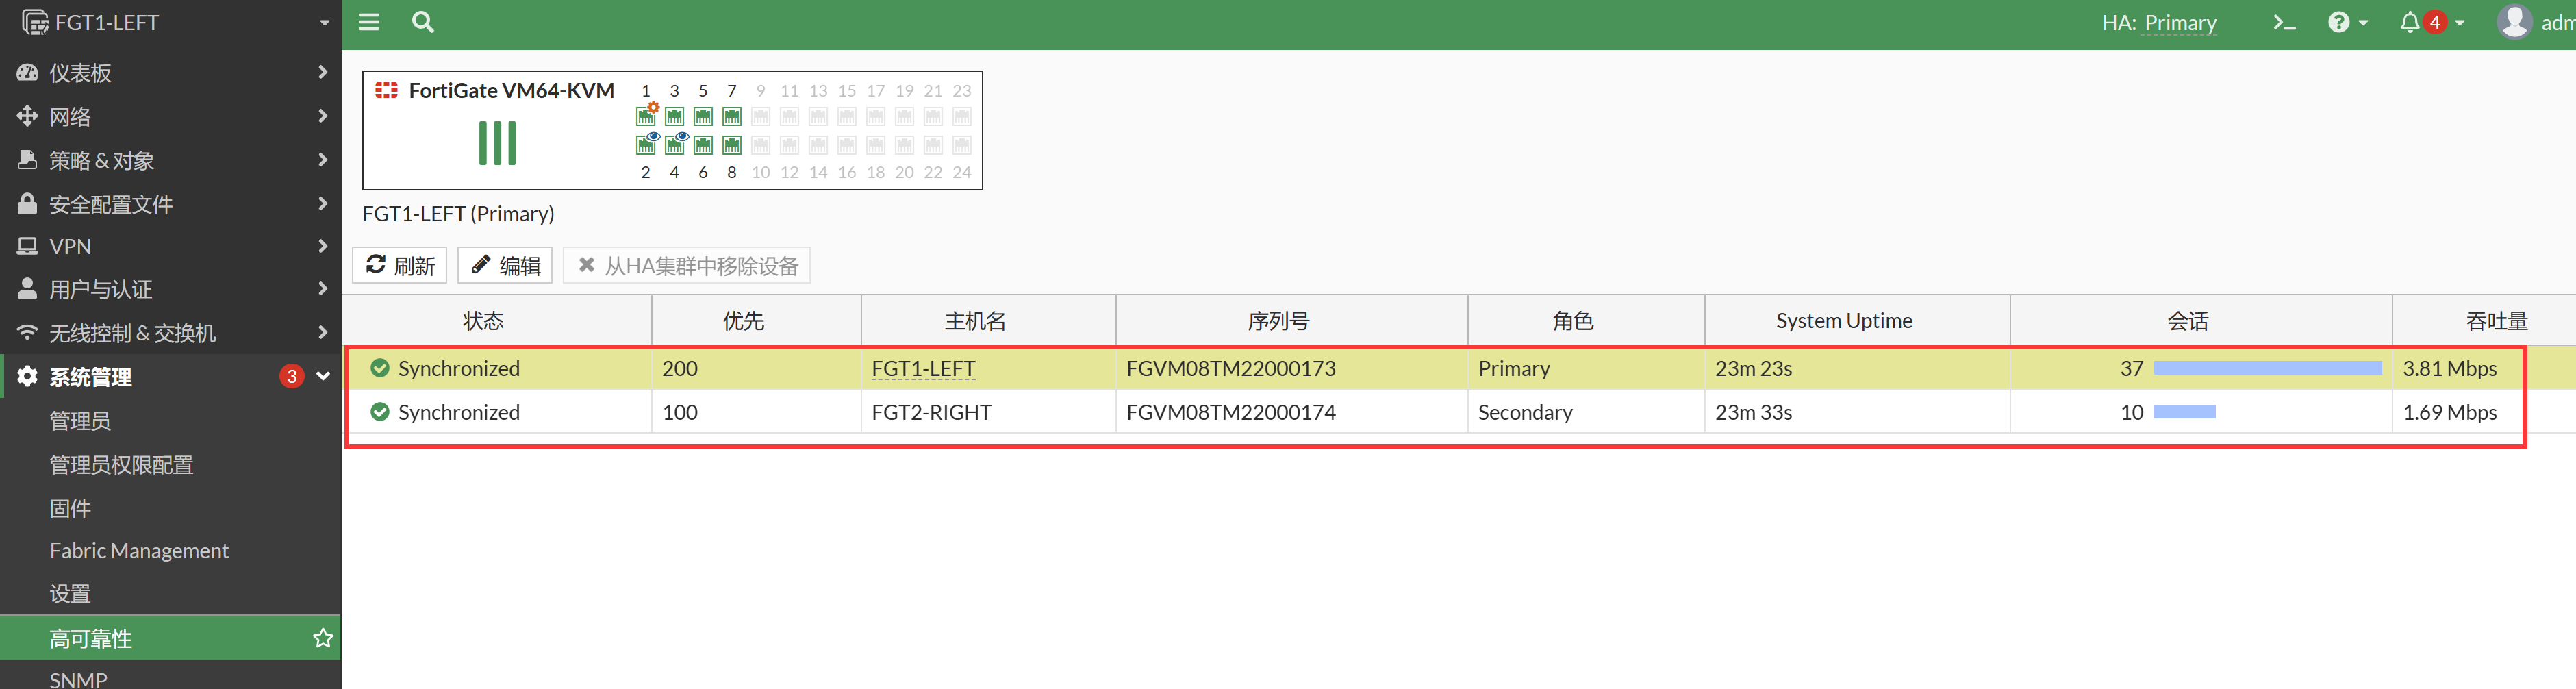 FGT1-LEFT
HA: Primary
4
adm
仪表板
网络
策略 & 对象
安全配置文件
VPN
用户与认证
无线控制 & 交换机
系统管理
3
管理员
管理员权限配置
固件
Fabric Management
设置
高可靠性
SNMP
FortiGate VM64-KVM
1 3 5 7 9 11 13 15 17 19 21 23
2 4 6 8 10 12 14 16 18 20 22 24
FGT1-LEFT (Primary)
刷新 编辑 从HA集群中移除设备
状态 优先 主机名 序列号 角色 System Uptime 会话 吞吐量
Synchronized 200 FGT1-LEFT FGVM08TM22000173 Primary 23m 23s 37 3.81 Mbps
Synchronized 100 FGT2-RIGHT FGVM08TM22000174 Secondary 23m 33s 10 1.69 Mbps